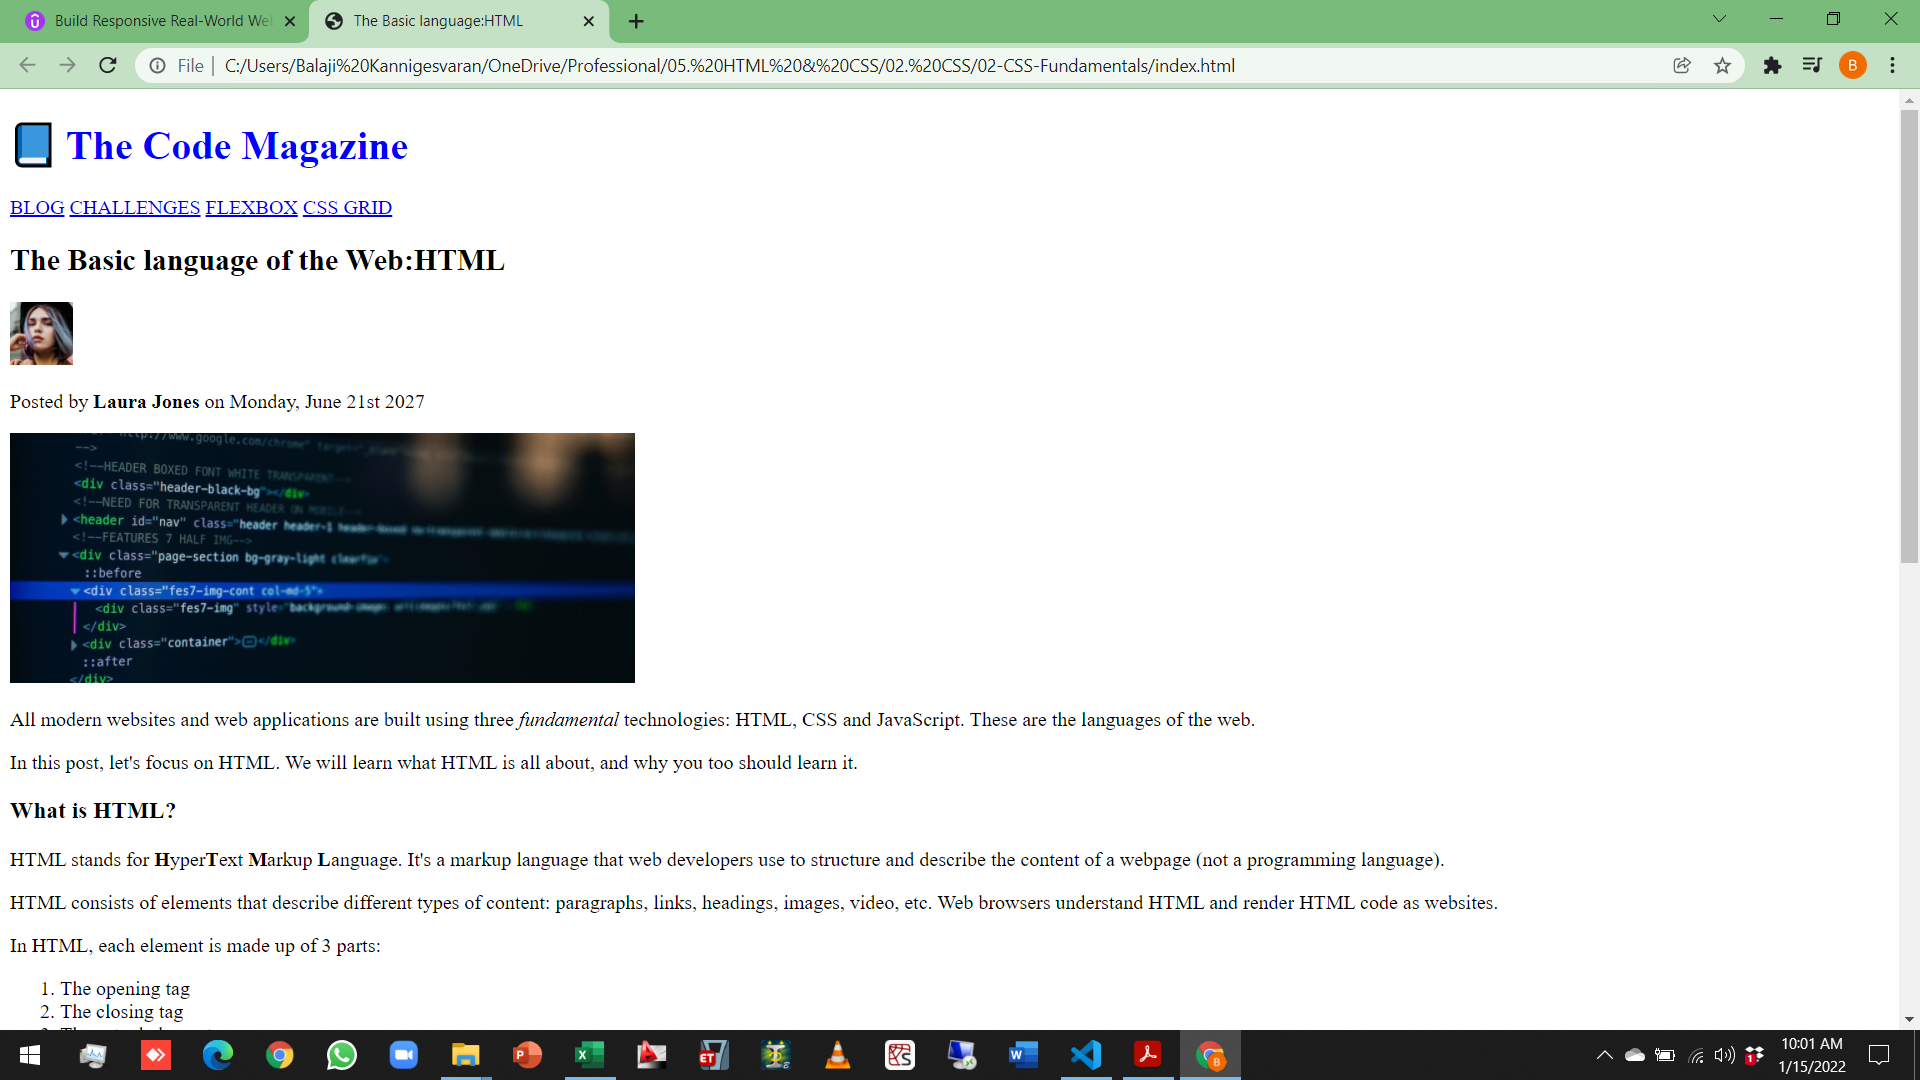 Build Responsive Real-World We
The Basic language:HTML
File
C:/Users/Balaji%20Kannigesvaran/OneDrive/Professional/05.%20HTML%20&%20CSS/02.%20CSS/02-CSS-Fundamentals/index.html
B
The Code Magazine
BLOG CHALLENGES FLEXBOX CSS GRID
The Basic language of the Web:HTML
Posted by Laura Jones on Monday, June 21st 2027
-->
<!--HEADER BOXED FONT WHITE TRANSPARENT-->
<div class="header-black-bg"></div>
<!--NEED FOR TRANSPARENT HEADER ON MOBILE-->
<header id="nav" class="header header-1
<!--FEATURES 7 HALF IMG-->
<div class="page-section bg-gray-light clearfix">
::before
<div class="fes7-img-cont col-md-5">
<div class="fes7-img" style="background-image:
</div>
<div class="container"></div>
::after
</div>
All modern websites and web applications are built using three fundamental technologies: HTML, CSS and JavaScript. These are the languages of the web.
In this post, let's focus on HTML. We will learn what HTML is all about, and why you too should learn it.
What is HTML?
HTML stands for HyperText Markup Language. It's a markup language that web developers use to structure and describe the content of a webpage (not a programming language).
HTML consists of elements that describe different types of content: paragraphs, links, headings, images, video, etc. Web browsers understand HTML and render HTML code as websites.
In HTML, each element is made up of 3 parts:
1. The opening tag
2. The closing tag
10:01 AM
1/15/2022